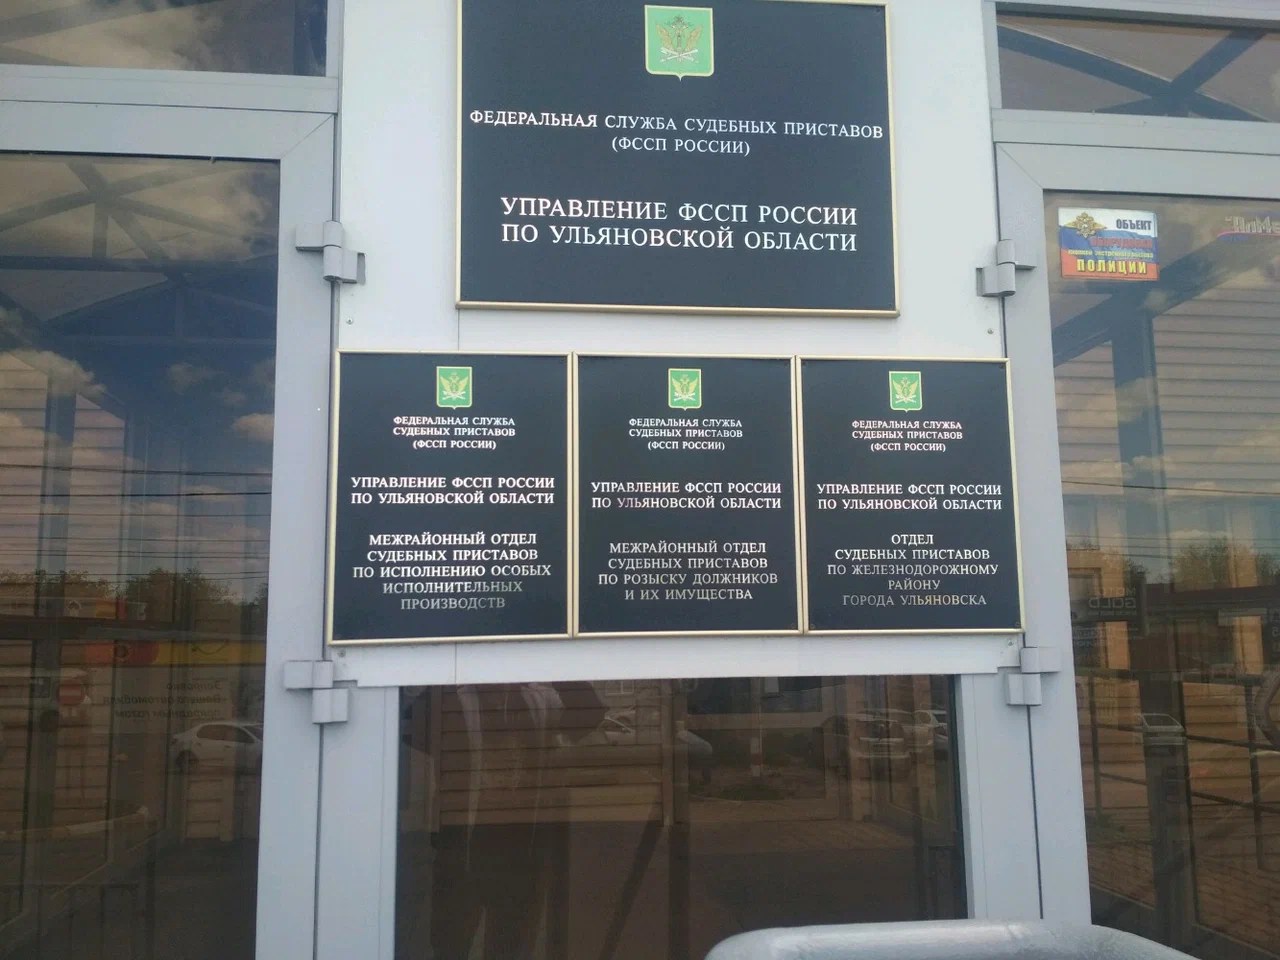 ФЕДЕРАЛЬНАЯ СЛУЖБА СУДЕБНЫХ ПРИСТАВОВ
(ФССП РОССИИ)
УПРАВЛЕНИЕ ФССП РОССИИ
ПО УЛЬЯНОВСКОЙ ОБЛАСТИ
ФЕДЕРАЛЬНАЯ СЛУЖБА
СУДЕБНЫХ ПРИСТАВОВ
(ФССП РОССИИ)
УПРАВЛЕНИЕ ФССП РОССИИ
ПО УЛЬЯНОВСКОЙ ОБЛАСТИ
МЕЖРАЙОННЫЙ ОТДЕЛ
СУДЕБНЫХ ПРИСТАВОВ
ПО ИСПОЛНЕНИЮ ОСОБЫХ
ИСПОЛНИТЕЛЬНЫХ
ПРОИЗВОДСТВ
ФЕДЕРАЛЬНАЯ СЛУЖБА
СУДЕБНЫХ ПРИСТАВОВ
(ФССП РОССИИ)
УПРАВЛЕНИЕ ФССП РОССИИ
ПО УЛЬЯНОВСКОЙ ОБЛАСТИ
МЕЖРАЙОННЫЙ ОТДЕЛ
СУДЕБНЫХ ПРИСТАВОВ
ПО РОЗЫСКУ ДОЛЖНИКОВ
И ИХ ИМУЩЕСТВА
ФЕДЕРАЛЬНАЯ СЛУЖБА
СУДЕБНЫХ ПРИСТАВОВ
(ФССП РОССИИ)
УПРАВЛЕНИЕ ФССП РОССИИ
ПО УЛЬЯНОВСКОЙ ОБЛАСТИ
ОТДЕЛ
СУДЕБНЫХ ПРИСТАВОВ
ПО ЖЕЛЕЗНОДОРОЖНОМУ
РАЙОНУ
ГОРОДА УЛЬЯНОВСКА
ОБЪЕКТ
ПОЛИЦИИ